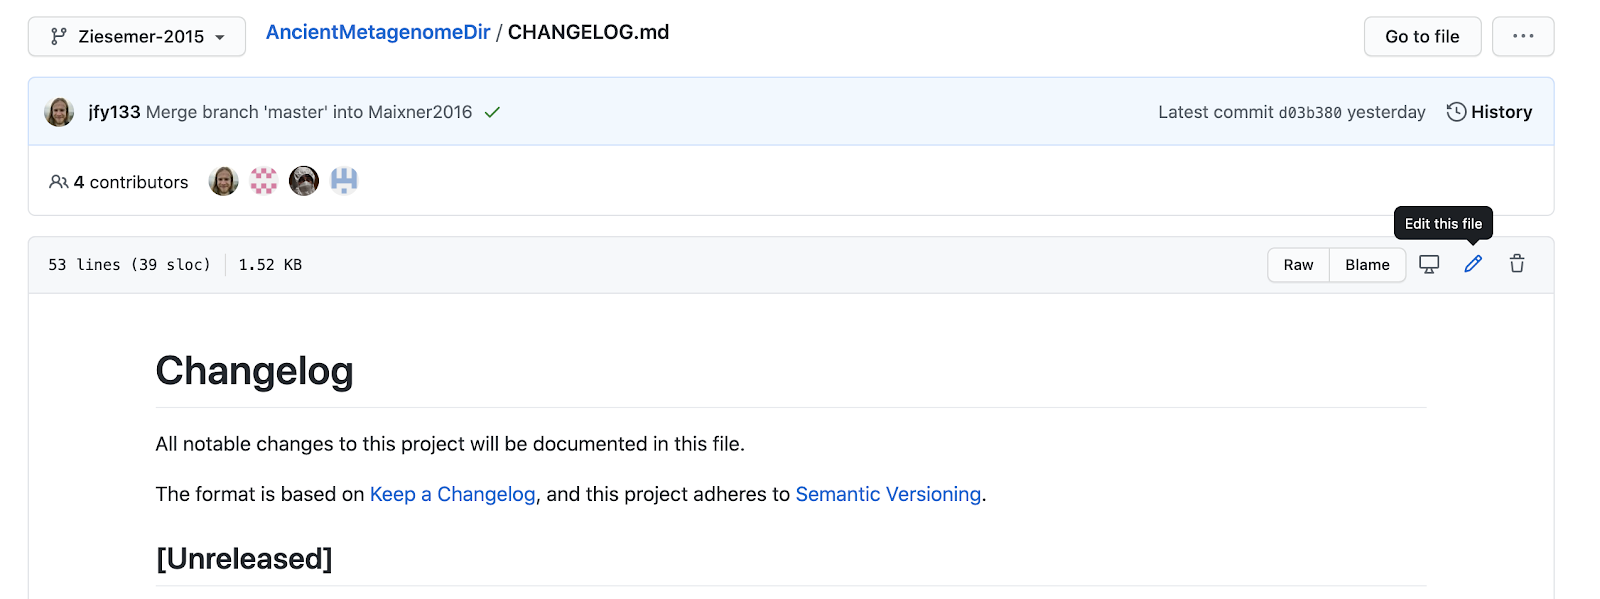 Ziesemer-2015 AncientMetagenomeDir / CHANGELOG.md Go to file ...
jfy133 Merge branch 'master' into Maixner2016 Latest commit d03b380 yesterday History
4 contributors
Edit this file
53 lines (39 sloc) 1.52 KB Raw Blame
Changelog
All notable changes to this project will be documented in this file.
The format is based on Keep a Changelog, and this project adheres to Semantic Versioning.
[Unreleased]